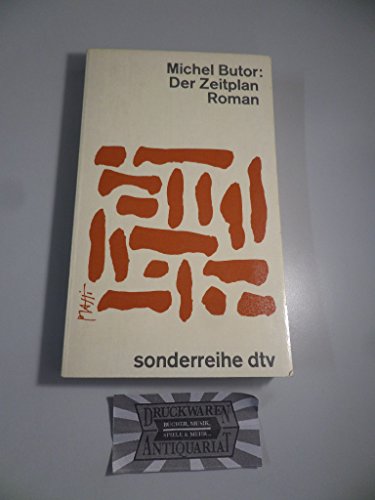 Michel Butor:
Der Zeitplan
Roman
sonderreihe dtv
DRUCKWAREN
BÜCHER, MUSIK,
SPIELE & MEHR...
ANTIQUARIAT